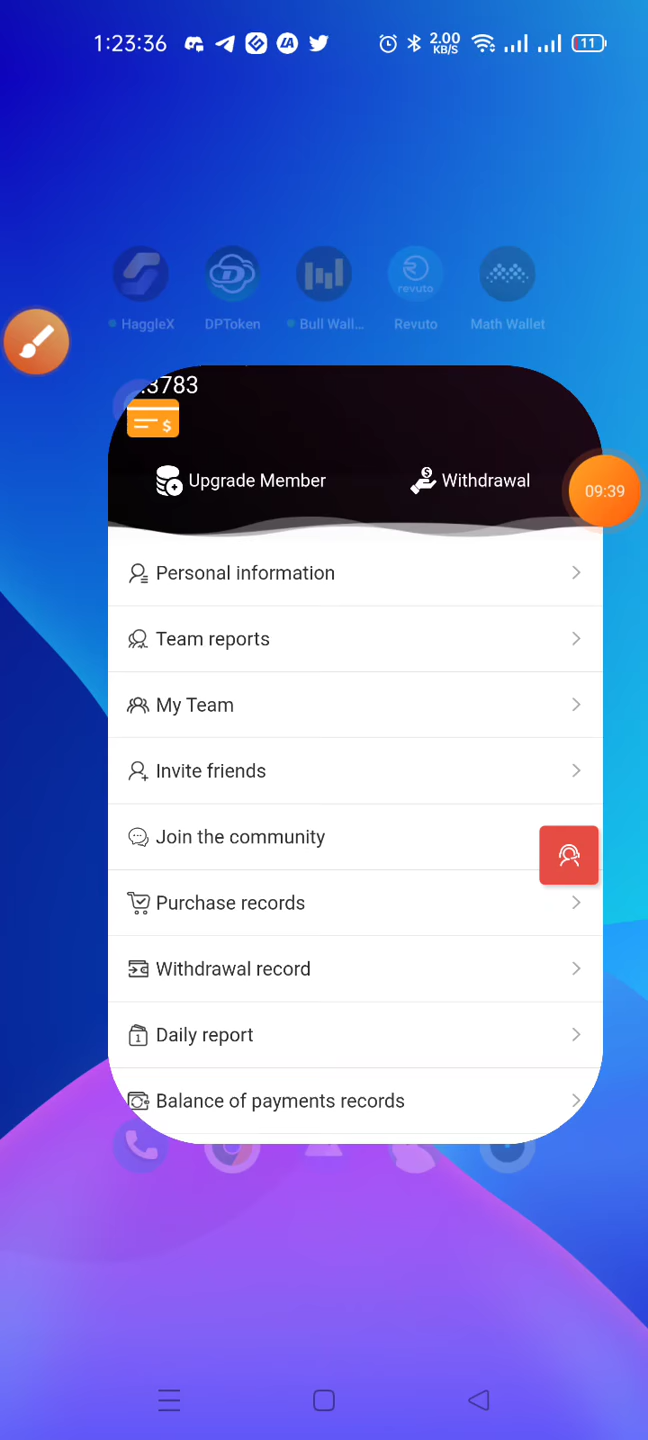 1:23:36
2.00 KB/S
11
HaggleX DPToken Bull Wall... Revuto Math Wallet
revuto
.3783
Upgrade Member Withdrawal
09:39
Personal information
Team reports
My Team
Invite friends
Join the community
Purchase records
Withdrawal record
Daily report
Balance of payments records